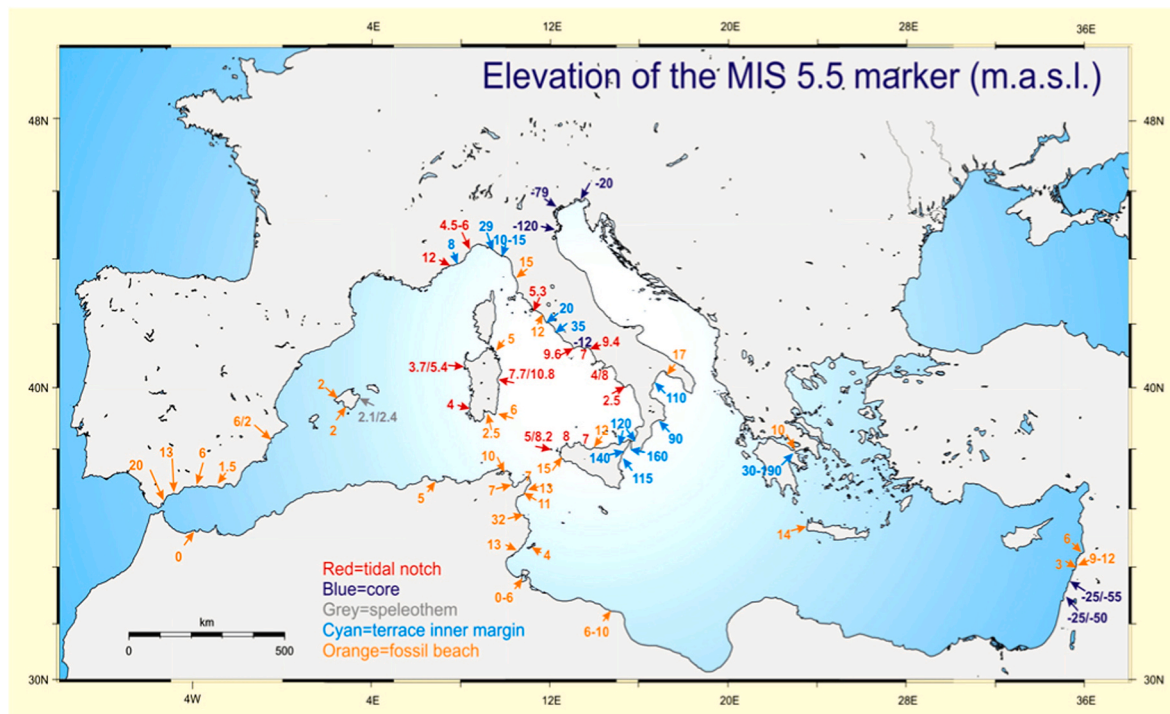 4E 12E 20E 28E 36E
Elevation of the MIS 5.5 marker (m.a.s.l.)
48N 48N
-79 -20
4.5-6 29 -120
8 10-15
12 15
5.3 20
12 35
-12
5 9.6 7 9.4
3.7/5.4 7.7/10.8 4/8 17
40N 40N
2 2.1/2.4 4 6 2.5 110
2 2.5
6/2 120 90 10
5/8.2 8 7 12
20 13 6 1.5 10 15 140 160 30-190
7 115
5 7 13
11
32 14
0 13 4 6
3 9-12
Red=tidal notch
Blue=core 0-6 -25/-55
Grey=speleothem -25/-50
km Cyan=terrace inner margin 6-10
0 500 Orange=fossil beach
30N 30N
4W 4E 12E 20E 28E 36E